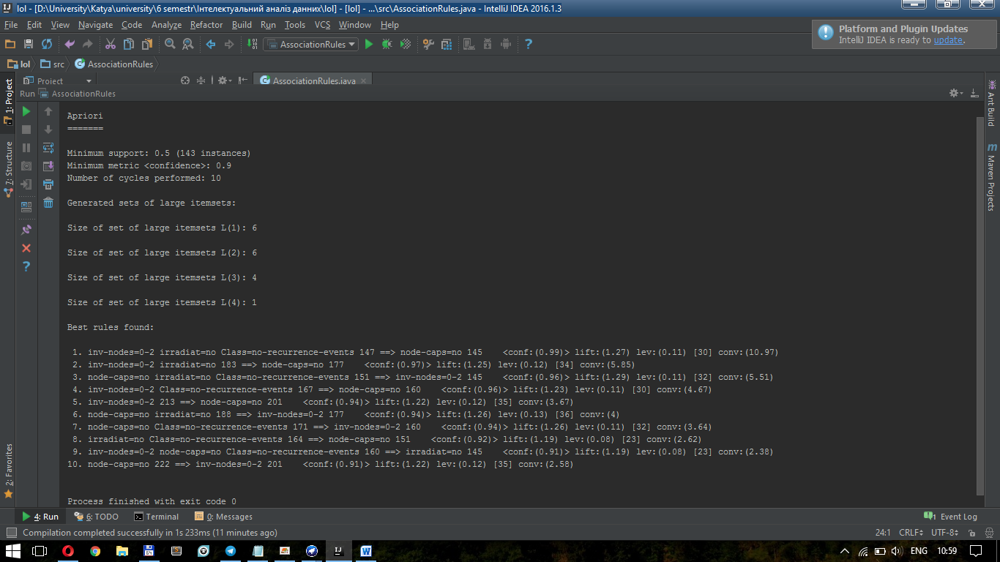 lol - [D:\University\Katya\university\6 semestr\Інтелектуальний аналіз данних\lol] - [lol] - ...\src\AssociationRules.java - IntelliJ IDEA 2016.1.3
File Edit View Navigate Code Analyze Refactor Build Run Tools VCS Window Help
Platform and Plugin Updates
IntelliJ IDEA is ready to update.
AssociationRules
lol src AssociationRules
1: Project
Project
AssociationRules.java
Run AssociationRules
Apriori
=======
Minimum support: 0.5 (143 instances)
Minimum metric <confidence>: 0.9
Number of cycles performed: 10
Generated sets of large itemsets:
Size of set of large itemsets L(1): 6
Size of set of large itemsets L(2): 6
Size of set of large itemsets L(3): 4
Size of set of large itemsets L(4): 1
Best rules found:
1. inv-nodes=0-2 irradiat=no Class=no-recurrence-events 147 ==> node-caps=no 145 <conf:(0.99)> lift:(1.27) lev:(0.11) [30] conv:(10.97)
2. inv-nodes=0-2 irradiat=no 183 ==> node-caps=no 177 <conf:(0.97)> lift:(1.25) lev:(0.12) [34] conv:(5.85)
3. node-caps=no irradiat=no Class=no-recurrence-events 151 ==> inv-nodes=0-2 145 <conf:(0.96)> lift:(1.29) lev:(0.11) [32] conv:(5.51)
4. inv-nodes=0-2 Class=no-recurrence-events 167 ==> node-caps=no 160 <conf:(0.96)> lift:(1.23) lev:(0.11) [30] conv:(4.67)
5. inv-nodes=0-2 213 ==> node-caps=no 201 <conf:(0.94)> lift:(1.22) lev:(0.12) [35] conv:(3.67)
6. node-caps=no irradiat=no 188 ==> inv-nodes=0-2 177 <conf:(0.94)> lift:(1.26) lev:(0.13) [36] conv:(4)
7. node-caps=no Class=no-recurrence-events 171 ==> inv-nodes=0-2 160 <conf:(0.94)> lift:(1.26) lev:(0.11) [32] conv:(3.64)
8. irradiat=no Class=no-recurrence-events 164 ==> node-caps=no 151 <conf:(0.92)> lift:(1.19) lev:(0.08) [23] conv:(2.62)
9. inv-nodes=0-2 node-caps=no Class=no-recurrence-events 160 ==> irradiat=no 145 <conf:(0.91)> lift:(1.19) lev:(0.08) [23] conv:(2.38)
10. node-caps=no 222 ==> inv-nodes=0-2 201 <conf:(0.91)> lift:(1.22) lev:(0.12) [35] conv:(2.58)
Process finished with exit code 0
7: Structure
2: Favorites
Ant Build
m Maven Projects
4: Run 6: TODO Terminal 0: Messages 1 Event Log
Compilation completed successfully in 1s 233ms (11 minutes ago) 24:1 CRLF UTF-8
64 IJ W ENG 10:59